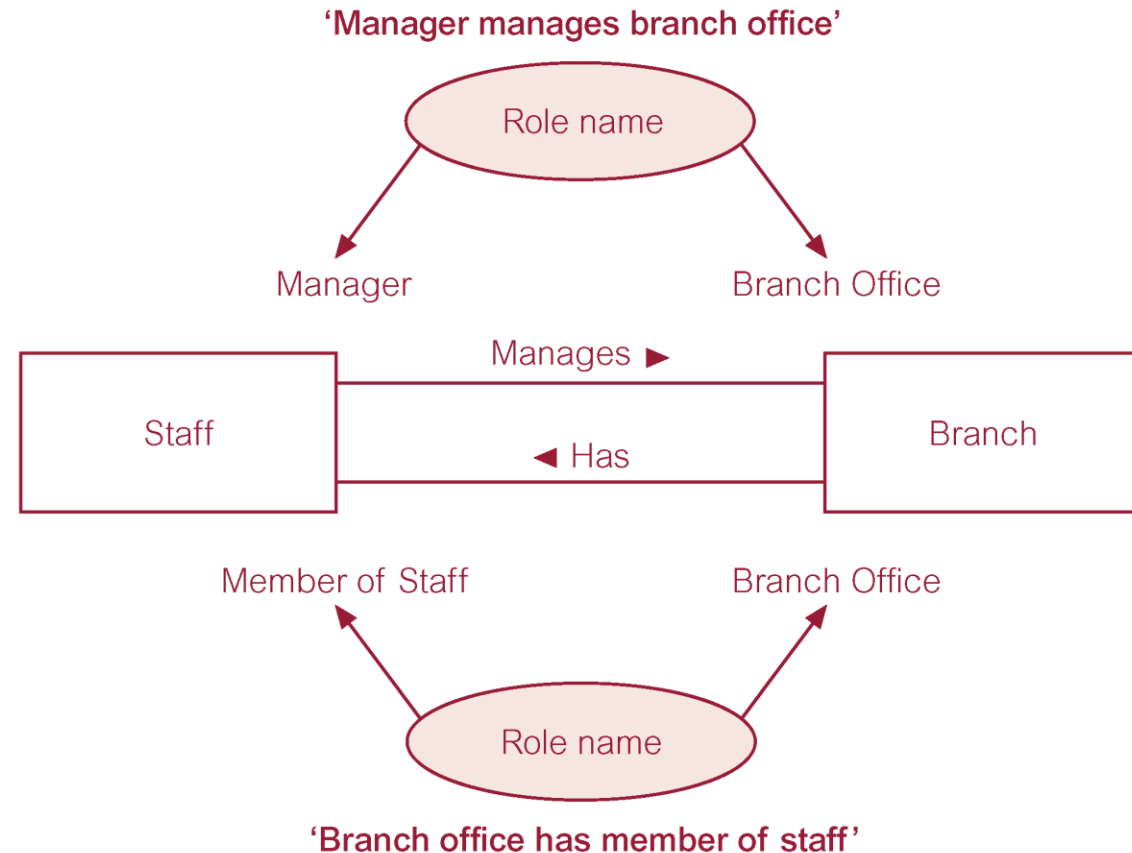 ‘Manager manages branch office’
Role name
Manager
Branch Office
Manages ►
Staff
Branch
◄ Has
Member of Staff
Branch Office
Role name
‘Branch office has member of staff’